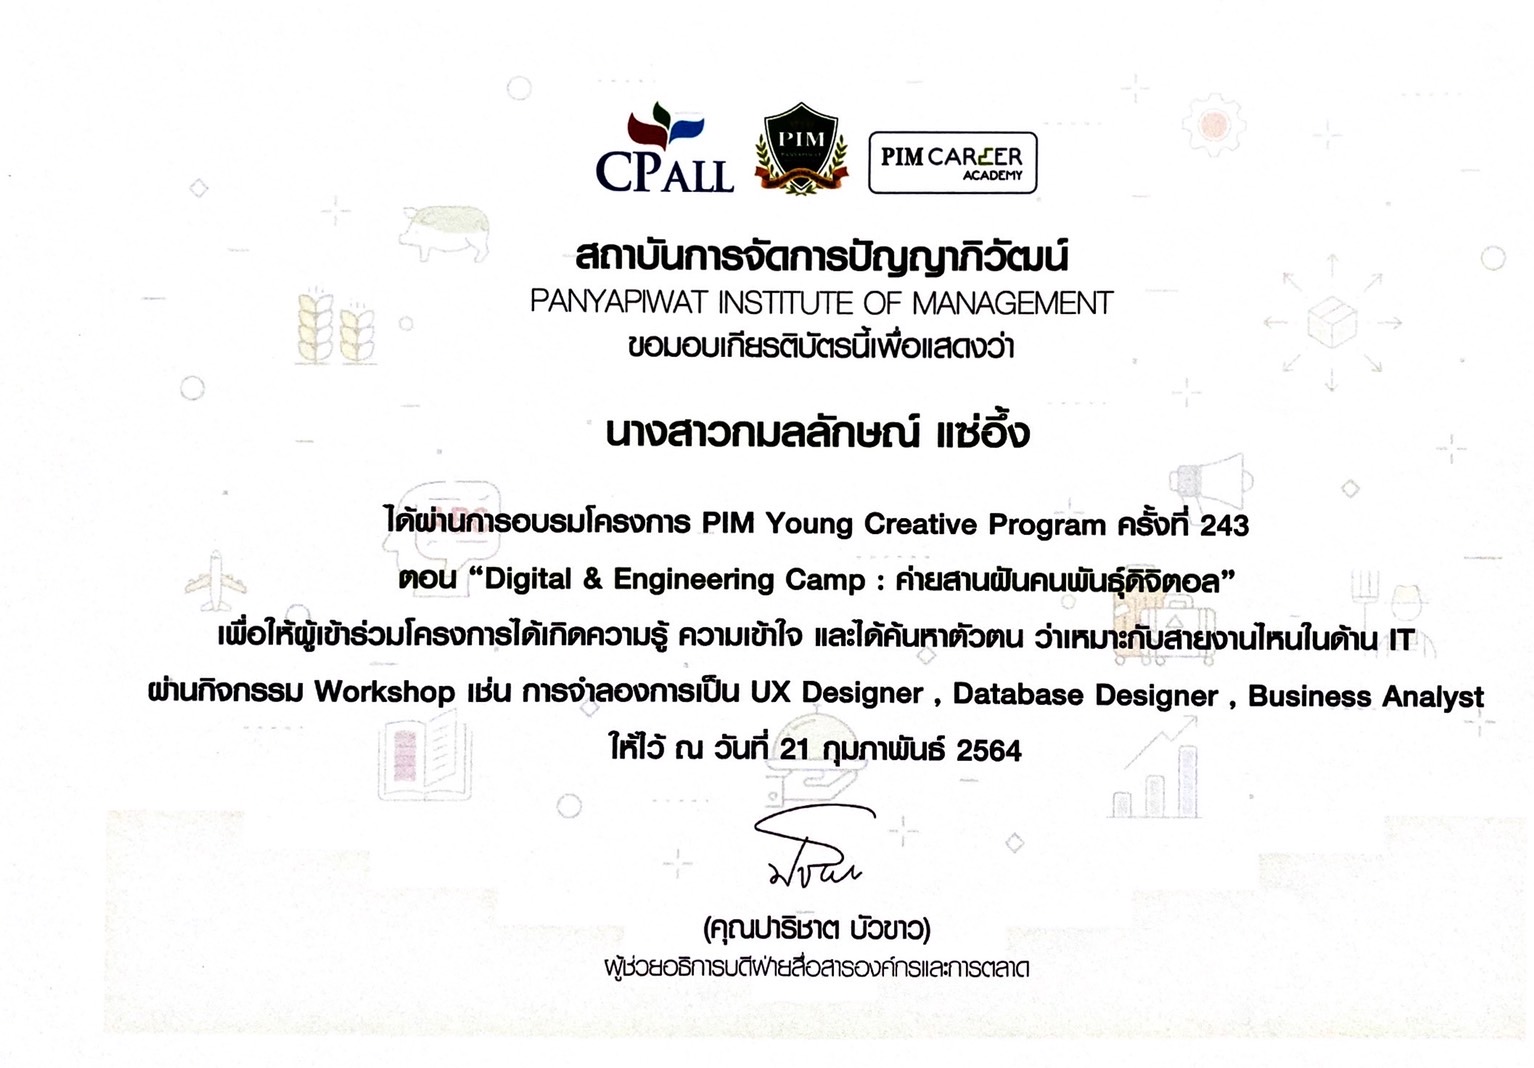 CPALL
PIM
PIM CAREER
ACADEMY
สถาบันการจัดการปัญญาภิวัฒน์
PANYAPIWAT INSTITUTE OF MANAGEMENT
ขอมอบเกียรติบัตรนี้เพื่อแสดงว่า
นางสาวกมลลักษณ์ แซ่อึ้ง
ได้ผ่านการอบรมโครงการ PIM Young Creative Program ครั้งที่ 243
ตอน “Digital & Engineering Camp : ค่ายสานฝันคนพันธุ์ดิจิตอล”
เพื่อให้ผู้เข้าร่วมโครงการได้เกิดความรู้ ความเข้าใจ และได้ค้นหาตัวตน ว่าเหมาะกับสายงานไหนในด้าน IT
ผ่านกิจกรรม Workshop เช่น การจำลองการเป็น UX Designer , Database Designer , Business Analyst
ให้ไว้ ณ วันที่ 21 กุมภาพันธ์ 2564
(คุณปาริชาต บัวขาว)
ผู้ช่วยอธิการบดีฝ่ายสื่อสารองค์กรและการตลาด